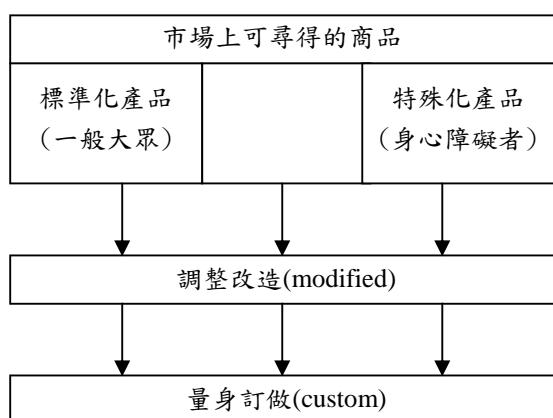 市場上可尋得的商品
標準化產品
（一般大眾）
特殊化產品
（身心障礙者）
調整改造(modified)
量身訂做(custom)